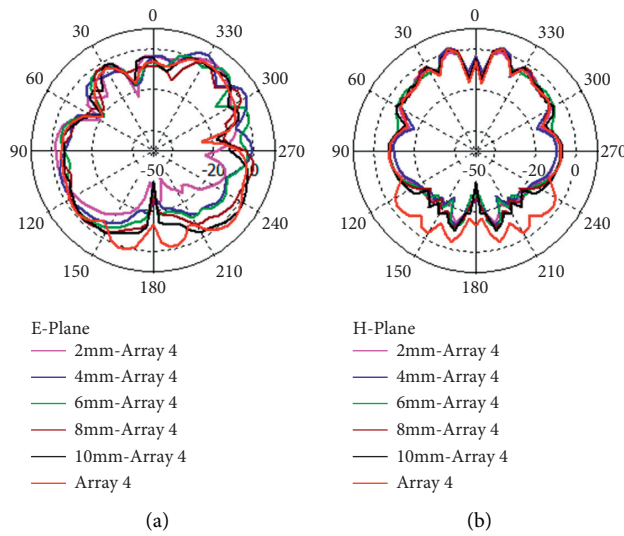 0
30
330
60
300
90
-50
-20
0
270
120
240
150
210
180
E-Plane
2mm-Array 4
4mm-Array 4
6mm-Array 4
8mm-Array 4
10mm-Array 4
Array 4
(a)
0
30
330
60
300
90
-50
-20
0
270
120
240
150
210
180
H-Plane
2mm-Array 4
4mm-Array 4
6mm-Array 4
8mm-Array 4
10mm-Array 4
Array 4
(b)